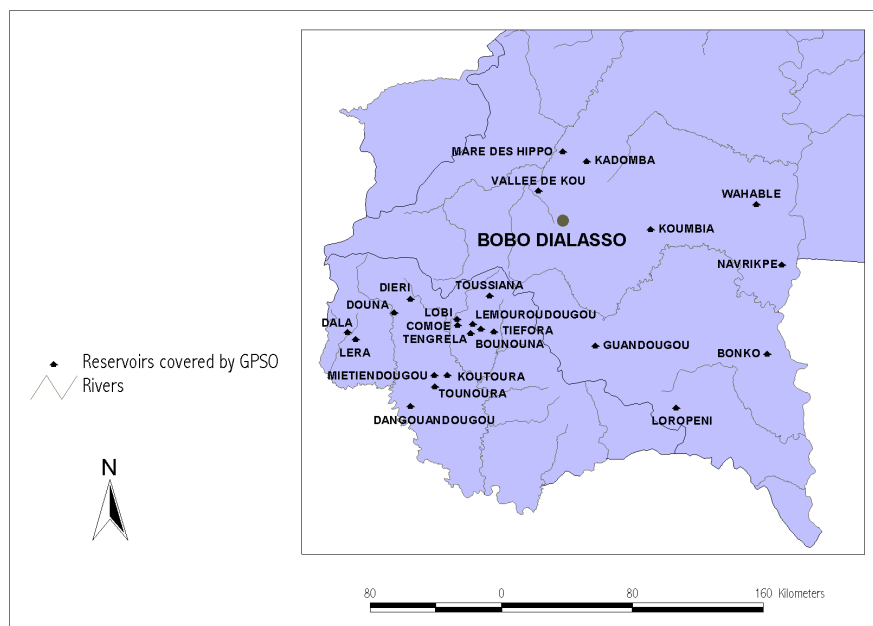 MARE DES HIPPO
KADOMBA
VALLEE DE KOU
WAHABLE
BOBO DIALASSO
KOUMBIA
NAVRIKPE
TOUSSIANA
DIERI
DOUNA
LOBI
LEMOUROUDOUGOU
COMOE
TIEFORA
TENGRELA
BOUNOUNA
DALA
LERA
GUANDOUGOU
BONKO
MIETIENDOUGOU
KOUTOURA
TOUNOURA
DANGOUANDOUGOU
LOROPENI
Reservoirs covered by GPSO
Rivers
N
80 0 80 160 Kilometers